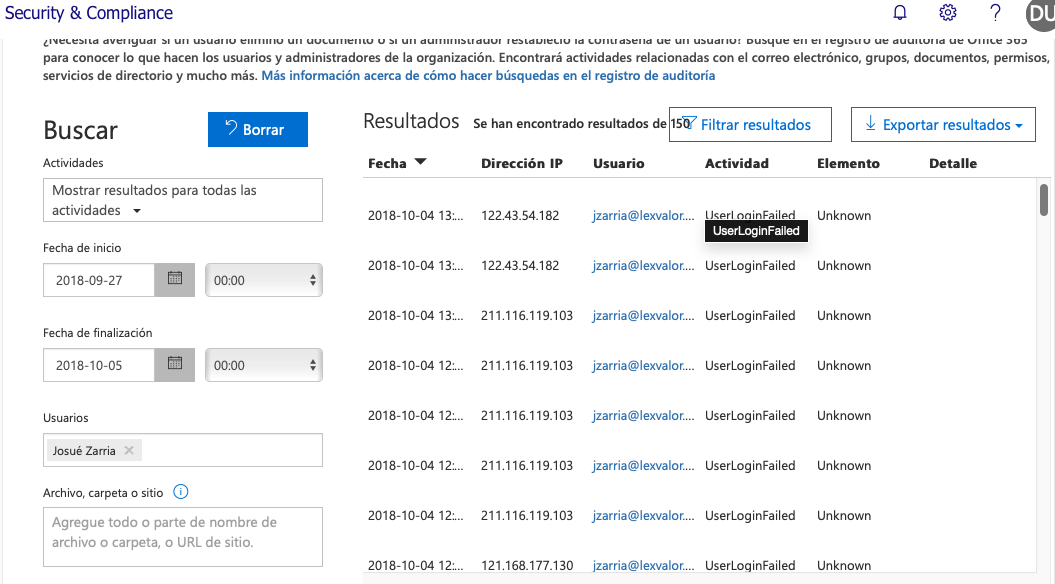 Security & Compliance
DU
¿Necesita averiguar si un usuario eliminó un documento o si un administrador restableció la contraseña de un usuario? Busque en el registro de auditoría de Office 365
para conocer lo que hacen los usuarios y administradores de la organización. Encontrará actividades relacionadas con el correo electrónico, grupos, documentos, permisos,
servicios de directorio y mucho más. Más información acerca de cómo hacer búsquedas en el registro de auditoría
Buscar
Borrar
Actividades
Mostrar resultados para todas las
actividades
Fecha de inicio
2018-09-27
00:00
Fecha de finalización
2018-10-05
00:00
Usuarios
Josué Zarria
Archivo, carpeta o sitio
Agregue todo o parte de nombre de
archivo o carpeta, o URL de sitio.
Resultados Se han encontrado resultados de 150
Filtrar resultados
Exportar resultados
Fecha Dirección IP Usuario Actividad Elemento Detalle
2018-10-04 13:... 122.43.54.182 jzarria@lexvalor.... UserLoginFailed Unknown
UserLoginFailed
2018-10-04 13:... 122.43.54.182 jzarria@lexvalor.... UserLoginFailed Unknown
2018-10-04 13:... 211.116.119.103 jzarria@lexvalor.... UserLoginFailed Unknown
2018-10-04 12:... 211.116.119.103 jzarria@lexvalor.... UserLoginFailed Unknown
2018-10-04 12:... 211.116.119.103 jzarria@lexvalor.... UserLoginFailed Unknown
2018-10-04 12:... 211.116.119.103 jzarria@lexvalor.... UserLoginFailed Unknown
2018-10-04 12:... 211.116.119.103 jzarria@lexvalor.... UserLoginFailed Unknown
2018-10-04 12:... 121.168.177.130 jzarria@lexvalor.... UserLoginFailed Unknown